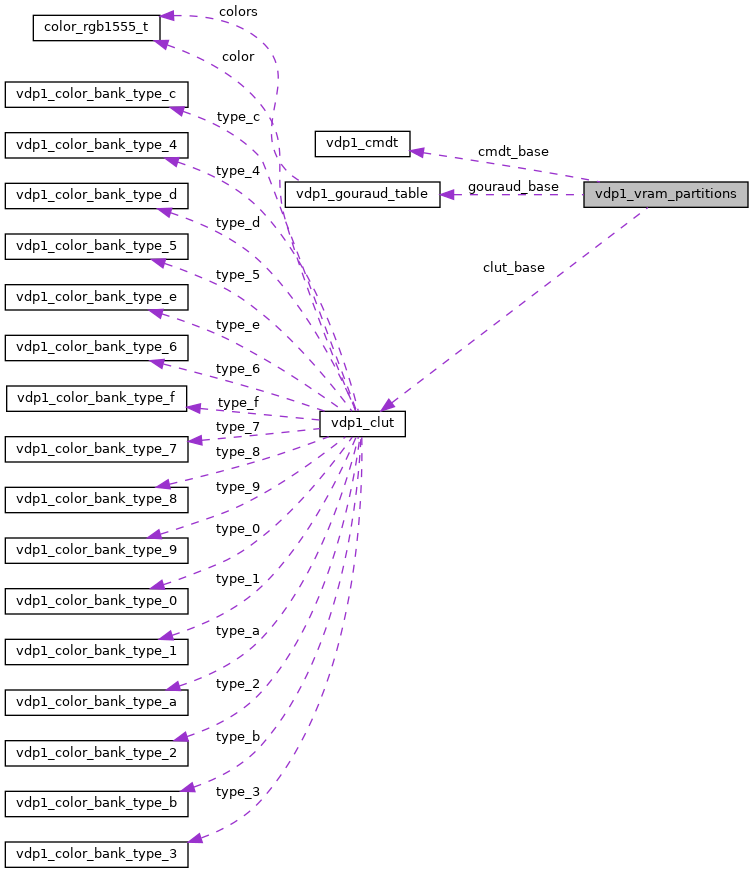 colors
color_rgb1555_t
color
vdp1_color_bank_type_c
type_c
vdp1_cmdt
cmdt_base
vdp1_color_bank_type_4
type_4
vdp1_gouraud_table
gouraud_base
vdp1_vram_partitions
vdp1_color_bank_type_d
type_d
vdp1_color_bank_type_5
type_5
clut_base
vdp1_color_bank_type_e
type_e
vdp1_color_bank_type_6
type_6
vdp1_color_bank_type_f
type_f
vdp1_clut
vdp1_color_bank_type_7
type_7
vdp1_color_bank_type_8
type_8
vdp1_color_bank_type_9
type_9
vdp1_color_bank_type_0
type_0
vdp1_color_bank_type_1
type_1
vdp1_color_bank_type_a
type_a
vdp1_color_bank_type_2
type_2
vdp1_color_bank_type_b
type_b
vdp1_color_bank_type_3
type_3